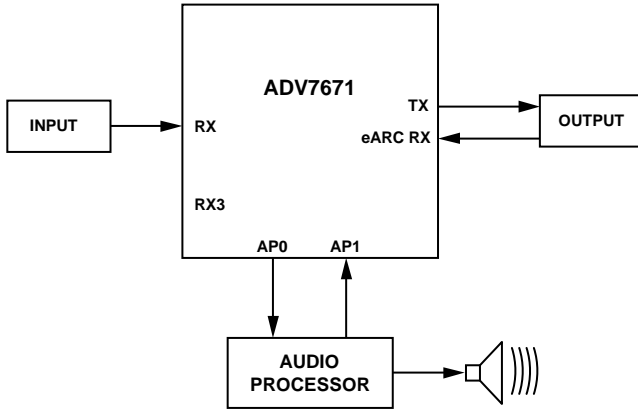 ADV7671
TX
INPUT
RX
eARC RX
OUTPUT
RX3
AP0 AP1
AUDIO
PROCESSOR